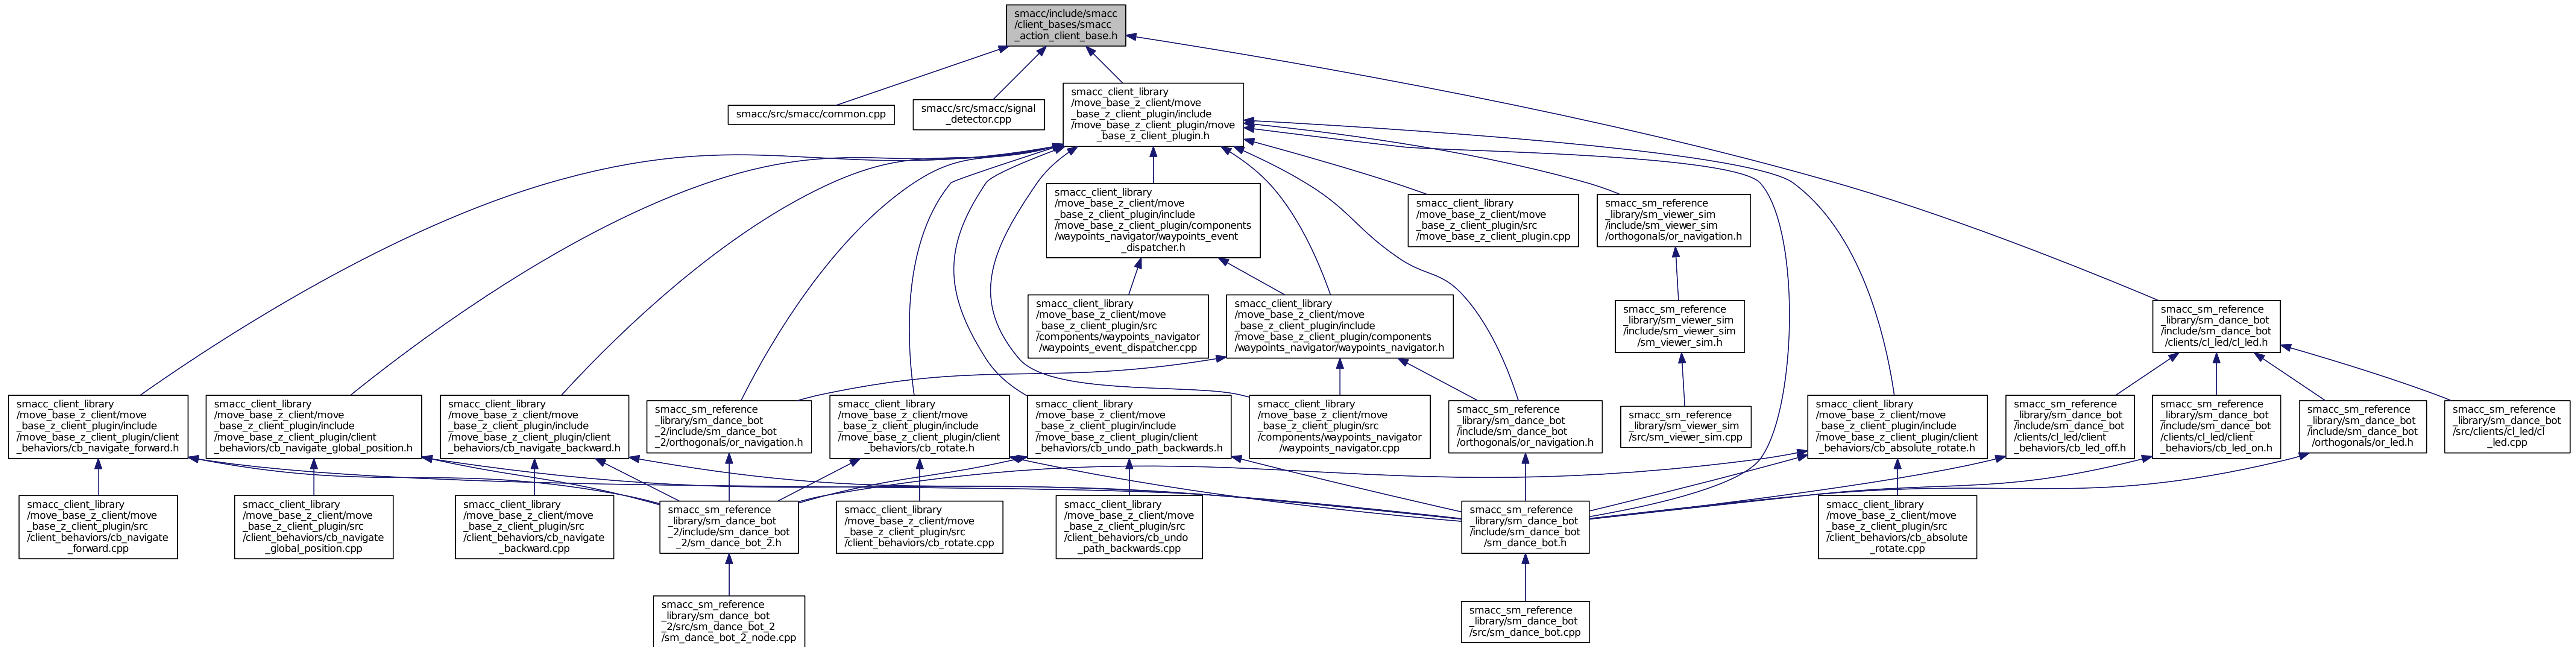 smacc/include/smacc
/client_bases/smacc
_action_client_base.h
smacc/src/smacc/common.cpp
smacc/src/smacc/signal
_detector.cpp
smacc_client_library
/move_base_z_client/move
_base_z_client_plugin/include
/move_base_z_client_plugin/move
_base_z_client_plugin.h
smacc_client_library
/move_base_z_client/move
_base_z_client_plugin/include
/move_base_z_client_plugin/components
/waypoints_navigator/waypoints_event
_dispatcher.h
smacc_client_library
/move_base_z_client/move
_base_z_client_plugin/src
/move_base_z_client_plugin.cpp
smacc_sm_reference
_library/sm_viewer_sim
/include/sm_viewer_sim
/orthogonals/or_navigation.h
smacc_client_library
/move_base_z_client/move
_base_z_client_plugin/src
/components/waypoints_navigator
/waypoints_event_dispatcher.cpp
smacc_client_library
/move_base_z_client/move
_base_z_client_plugin/include
/move_base_z_client_plugin/components
/waypoints_navigator/waypoints_navigator.h
smacc_sm_reference
_library/sm_viewer_sim
/include/sm_viewer_sim
/sm_viewer_sim.h
smacc_sm_reference
_library/sm_dance_bot
/include/sm_dance_bot
/clients/cl_led/cl_led.h
smacc_client_library
/move_base_z_client/move
_base_z_client_plugin/include
/move_base_z_client_plugin/client
_behaviors/cb_navigate_forward.h
smacc_client_library
/move_base_z_client/move
_base_z_client_plugin/include
/move_base_z_client_plugin/client
_behaviors/cb_navigate_global_position.h
smacc_client_library
/move_base_z_client/move
_base_z_client_plugin/include
/move_base_z_client_plugin/client
_behaviors/cb_navigate_backward.h
smacc_sm_reference
_library/sm_dance_bot
_2/include/sm_dance_bot
_2/orthogonals/or_navigation.h
smacc_client_library
/move_base_z_client/move
_base_z_client_plugin/include
/move_base_z_client_plugin/client
_behaviors/cb_rotate.h
smacc_client_library
/move_base_z_client/move
_base_z_client_plugin/include
/move_base_z_client_plugin/client
_behaviors/cb_undo_path_backwards.h
smacc_client_library
/move_base_z_client/move
_base_z_client_plugin/src
/components/waypoints_navigator
/waypoints_navigator.cpp
smacc_sm_reference
_library/sm_dance_bot
/include/sm_dance_bot
/orthogonals/or_navigation.h
smacc_sm_reference
_library/sm_viewer_sim
/src/sm_viewer_sim.cpp
smacc_client_library
/move_base_z_client/move
_base_z_client_plugin/include
/move_base_z_client_plugin/client
_behaviors/cb_absolute_rotate.h
smacc_sm_reference
_library/sm_dance_bot
/include/sm_dance_bot
/clients/cl_led/client
_behaviors/cb_led_off.h
smacc_sm_reference
_library/sm_dance_bot
/include/sm_dance_bot
/clients/cl_led/client
_behaviors/cb_led_on.h
smacc_sm_reference
_library/sm_dance_bot
/include/sm_dance_bot
/orthogonals/or_led.h
smacc_sm_reference
_library/sm_dance_bot
/src/clients/cl_led/cl
_led.cpp
smacc_client_library
/move_base_z_client/move
_base_z_client_plugin/src
/client_behaviors/cb_navigate
_forward.cpp
smacc_client_library
/move_base_z_client/move
_base_z_client_plugin/src
/client_behaviors/cb_navigate
_global_position.cpp
smacc_client_library
/move_base_z_client/move
_base_z_client_plugin/src
/client_behaviors/cb_navigate
_backward.cpp
smacc_sm_reference
_library/sm_dance_bot
_2/include/sm_dance_bot
_2/sm_dance_bot_2.h
smacc_client_library
/move_base_z_client/move
_base_z_client_plugin/src
/client_behaviors/cb_rotate.cpp
smacc_client_library
/move_base_z_client/move
_base_z_client_plugin/src
/client_behaviors/cb_undo
_path_backwards.cpp
smacc_sm_reference
_library/sm_dance_bot
/include/sm_dance_bot
/sm_dance_bot.h
smacc_client_library
/move_base_z_client/move
_base_z_client_plugin/src
/client_behaviors/cb_absolute
_rotate.cpp
smacc_sm_reference
_library/sm_dance_bot
_2/src/sm_dance_bot_2
/sm_dance_bot_2_node.cpp
smacc_sm_reference
_library/sm_dance_bot
/src/sm_dance_bot.cpp